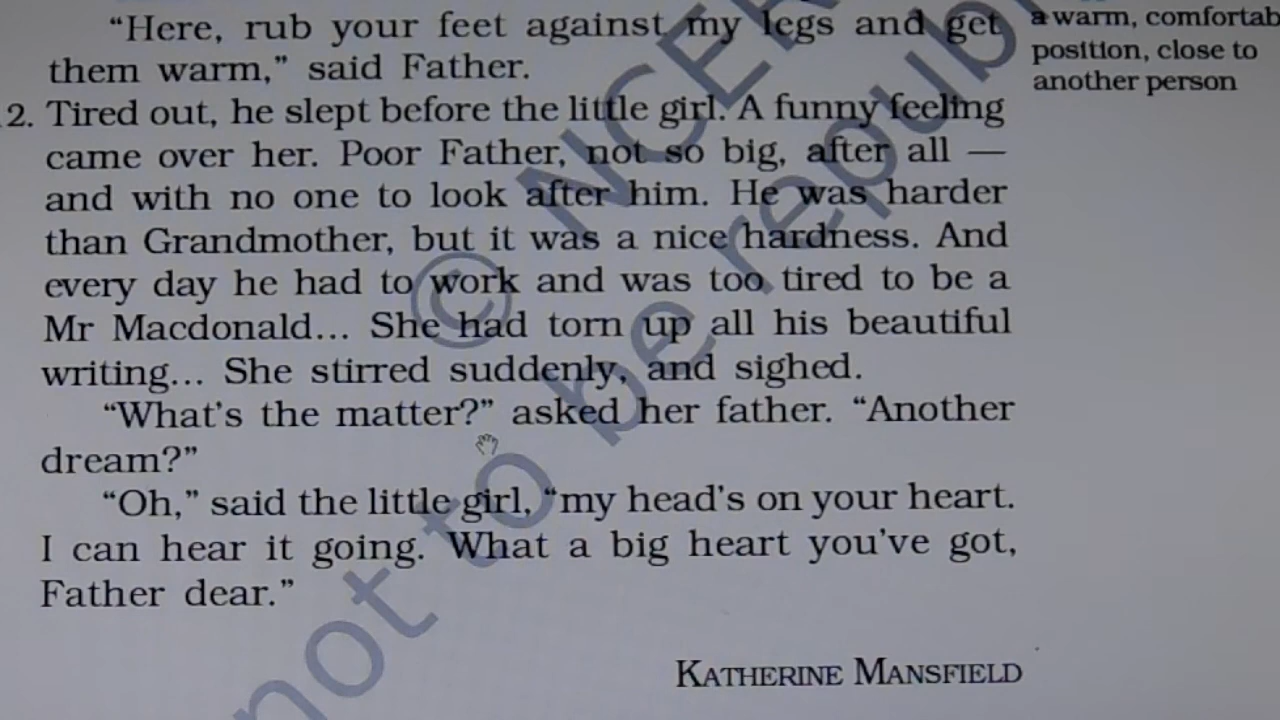 "Here, rub your feet against my legs and get
them warm," said Father.
a warm, comfortab
position, close to
another person
2. Tired out, he slept before the little girl. A funny feeling
came over her. Poor Father, not so big, after all —
and with no one to look after him. He was harder
than Grandmother, but it was a nice hardness. And
every day he had to work and was too tired to be a
Mr Macdonald... She had torn up all his beautiful
writing... She stirred suddenly, and sighed.
"What's the matter?" asked her father. "Another
dream?"
"Oh," said the little girl, "my head's on your heart.
I can hear it going. What a big heart you've got,
Father dear."
KATHERINE MANSFIELD
© NCER
not to be republi